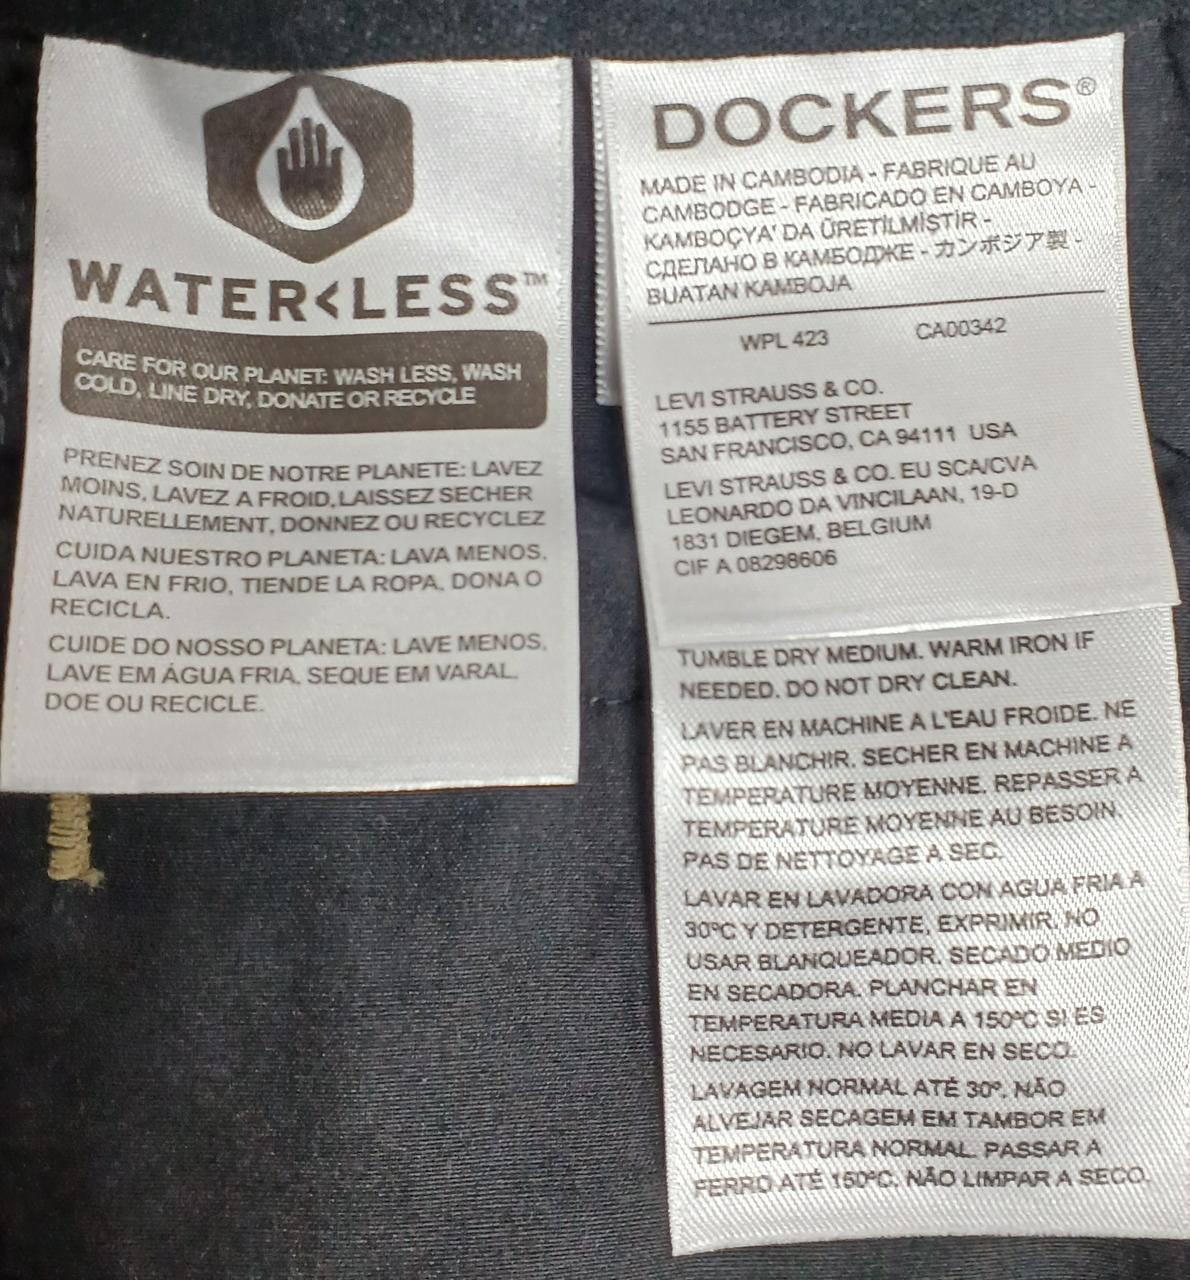 WATER<LESS™
CARE FOR OUR PLANET: WASH LESS, WASH
COLD, LINE DRY, DONATE OR RECYCLE
PRENEZ SOIN DE NOTRE PLANETE: LAVEZ
MOINS, LAVEZ A FROID,LAISSEZ SECHER
NATURELLEMENT, DONNEZ OU RECYCLEZ
CUIDA NUESTRO PLANETA: LAVA MENOS,
LAVA EN FRIO, TIENDE LA ROPA, DONA O
RECICLA.
CUIDE DO NOSSO PLANETA: LAVE MENOS,
LAVE EM ÁGUA FRIA, SEQUE EM VARAL,
DOE OU RECICLE.
DOCKERS®
MADE IN CAMBODIA - FABRIQUE AU
CAMBODGE - FABRICADO EN CAMBOYA -
KAMBOÇYA' DA ÜRETİLMİŞTİR -
СДЕЛАНО В КАМБОДЖЕ - カンボジア製 -
BUATAN KAMBOJA
WPL 423 CA00342
LEVI STRAUSS & CO.
1155 BATTERY STREET
SAN FRANCISCO, CA 94111 USA
LEVI STRAUSS & CO. EU SCA/CVA
LEONARDO DA VINCILAAN, 19-D
1831 DIEGEM, BELGIUM
CIF A 08298606
TUMBLE DRY MEDIUM. WARM IRON IF
NEEDED. DO NOT DRY CLEAN.
LAVER EN MACHINE A L'EAU FROIDE. NE
PAS BLANCHIR. SECHER EN MACHINE A
TEMPERATURE MOYENNE. REPASSER A
TEMPERATURE MOYENNE AU BESOIN.
PAS DE NETTOYAGE A SEC.
LAVAR EN LAVADORA CON AGUA FRIA A
30ºC Y DETERGENTE, EXPRIMIR. NO
USAR BLANQUEADOR. SECADO MEDIO
EN SECADORA. PLANCHAR EN
TEMPERATURA MEDIA A 150ºC SI ES
NECESARIO. NO LAVAR EN SECO.
LAVAGEM NORMAL ATÉ 30º. NÃO
ALVEJAR SECAGEM EM TAMBOR EM
TEMPERATURA NORMAL. PASSAR A
FERRO ATÉ 150ºC. NÃO LIMPAR A SECO.